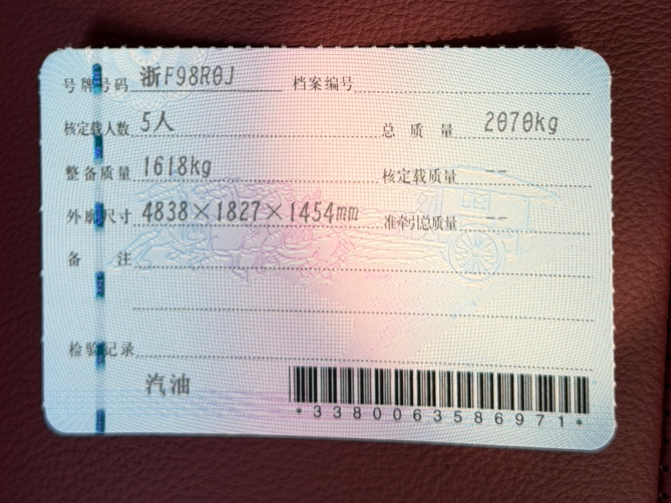 号牌号码 浙F98R0J 档案编号
核定载人数 5人 总质量 2070kg
整备质量 1618kg 核定载质量 --
外廓尺寸 4838×1827×1454mm 准牵引总质量 --
备注
检验记录
汽油
*3380063586971*